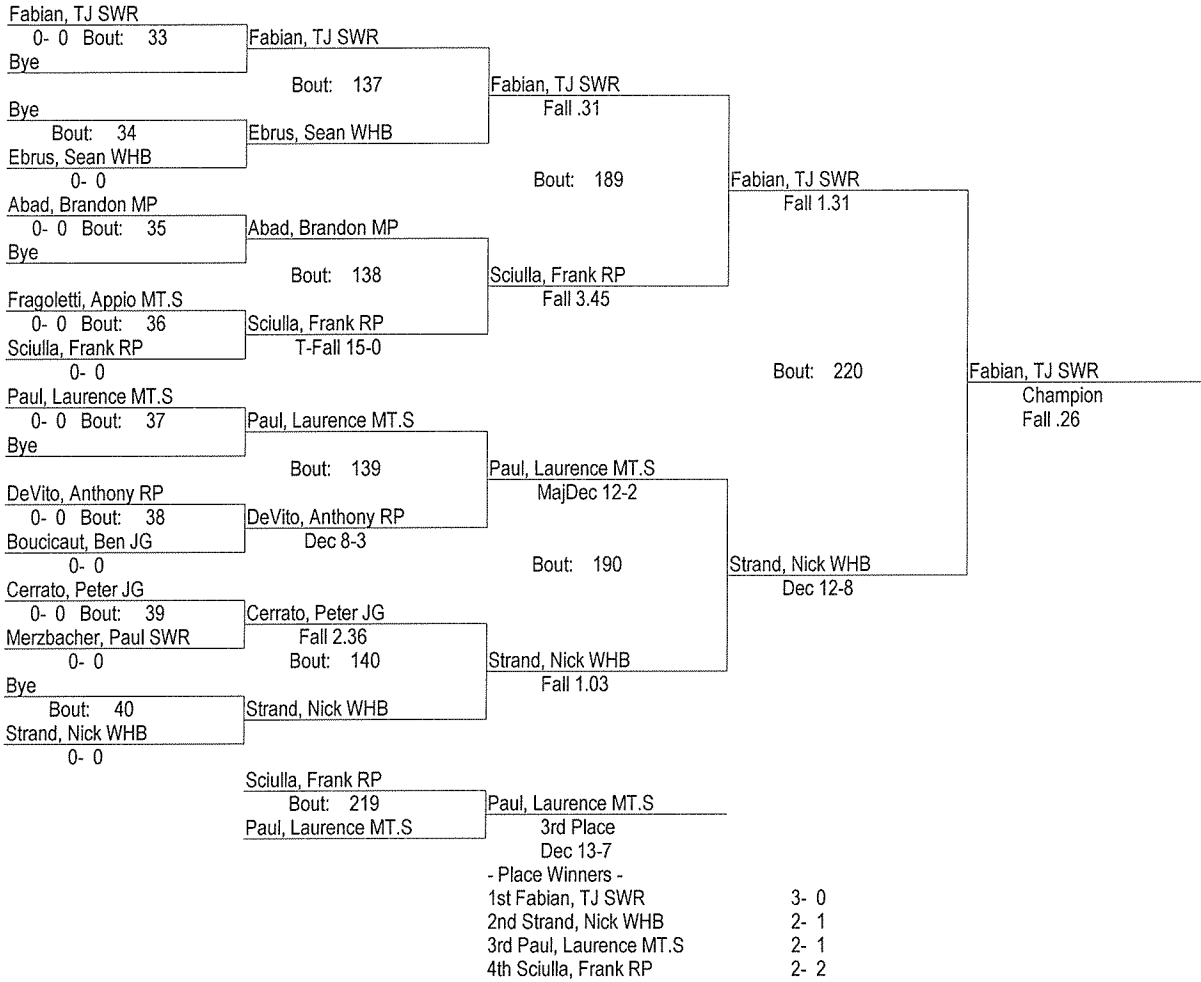 Fabian, TJ SWR
0- 0 Bout: 33
Bye
Fabian, TJ SWR
Bout: 137
Bye
Bout: 34
Ebrus, Sean WHB
0- 0
Ebrus, Sean WHB
Fabian, TJ SWR
Fall .31
Bout: 189
Abad, Brandon MP
0- 0 Bout: 35
Bye
Abad, Brandon MP
Bout: 138
Fragoletti, Appio MT.S
0- 0 Bout: 36
Sciulla, Frank RP
0- 0
Sciulla, Frank RP
T-Fall 15-0
Sciulla, Frank RP
Fall 3.45
Fabian, TJ SWR
Fall 1.31
Bout: 220
Fabian, TJ SWR
Champion
Fall .26
Paul, Laurence MT.S
0- 0 Bout: 37
Bye
Paul, Laurence MT.S
Bout: 139
DeVito, Anthony RP
0- 0 Bout: 38
Boucicaut, Ben JG
0- 0
DeVito, Anthony RP
Dec 8-3
Paul, Laurence MT.S
MajDec 12-2
Bout: 190
Cerrato, Peter JG
0- 0 Bout: 39
Merzbacher, Paul SWR
0- 0
Cerrato, Peter JG
Fall 2.36
Bout: 140
Bye
Bout: 40
Strand, Nick WHB
0- 0
Strand, Nick WHB
Strand, Nick WHB
Fall 1.03
Strand, Nick WHB
Dec 12-8
Sciulla, Frank RP
Bout: 219
Paul, Laurence MT.S
Paul, Laurence MT.S
3rd Place
Dec 13-7
- Place Winners -
1st Fabian, TJ SWR 3- 0
2nd Strand, Nick WHB 2- 1
3rd Paul, Laurence MT.S 2- 1
4th Sciulla, Frank RP 2- 2